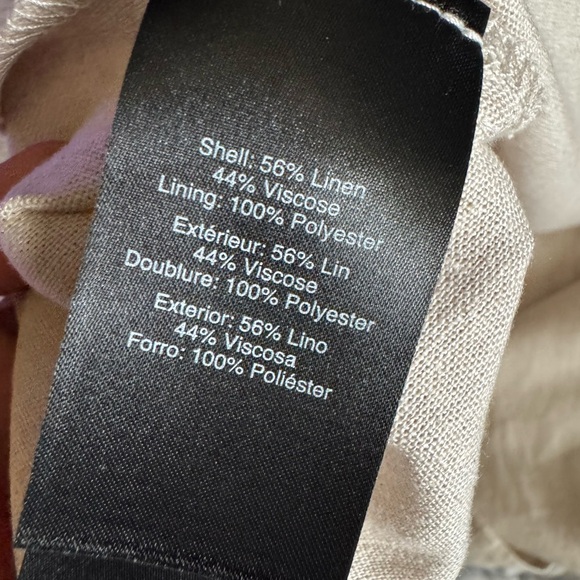 Shell: 56% Linen
44% Viscose
Lining: 100% Polyester
Extérieur: 56% Lin
44% Viscose
Doublure: 100% Polyester
Exterior: 56% Lino
44% Viscosa
Forro: 100% Poliéster